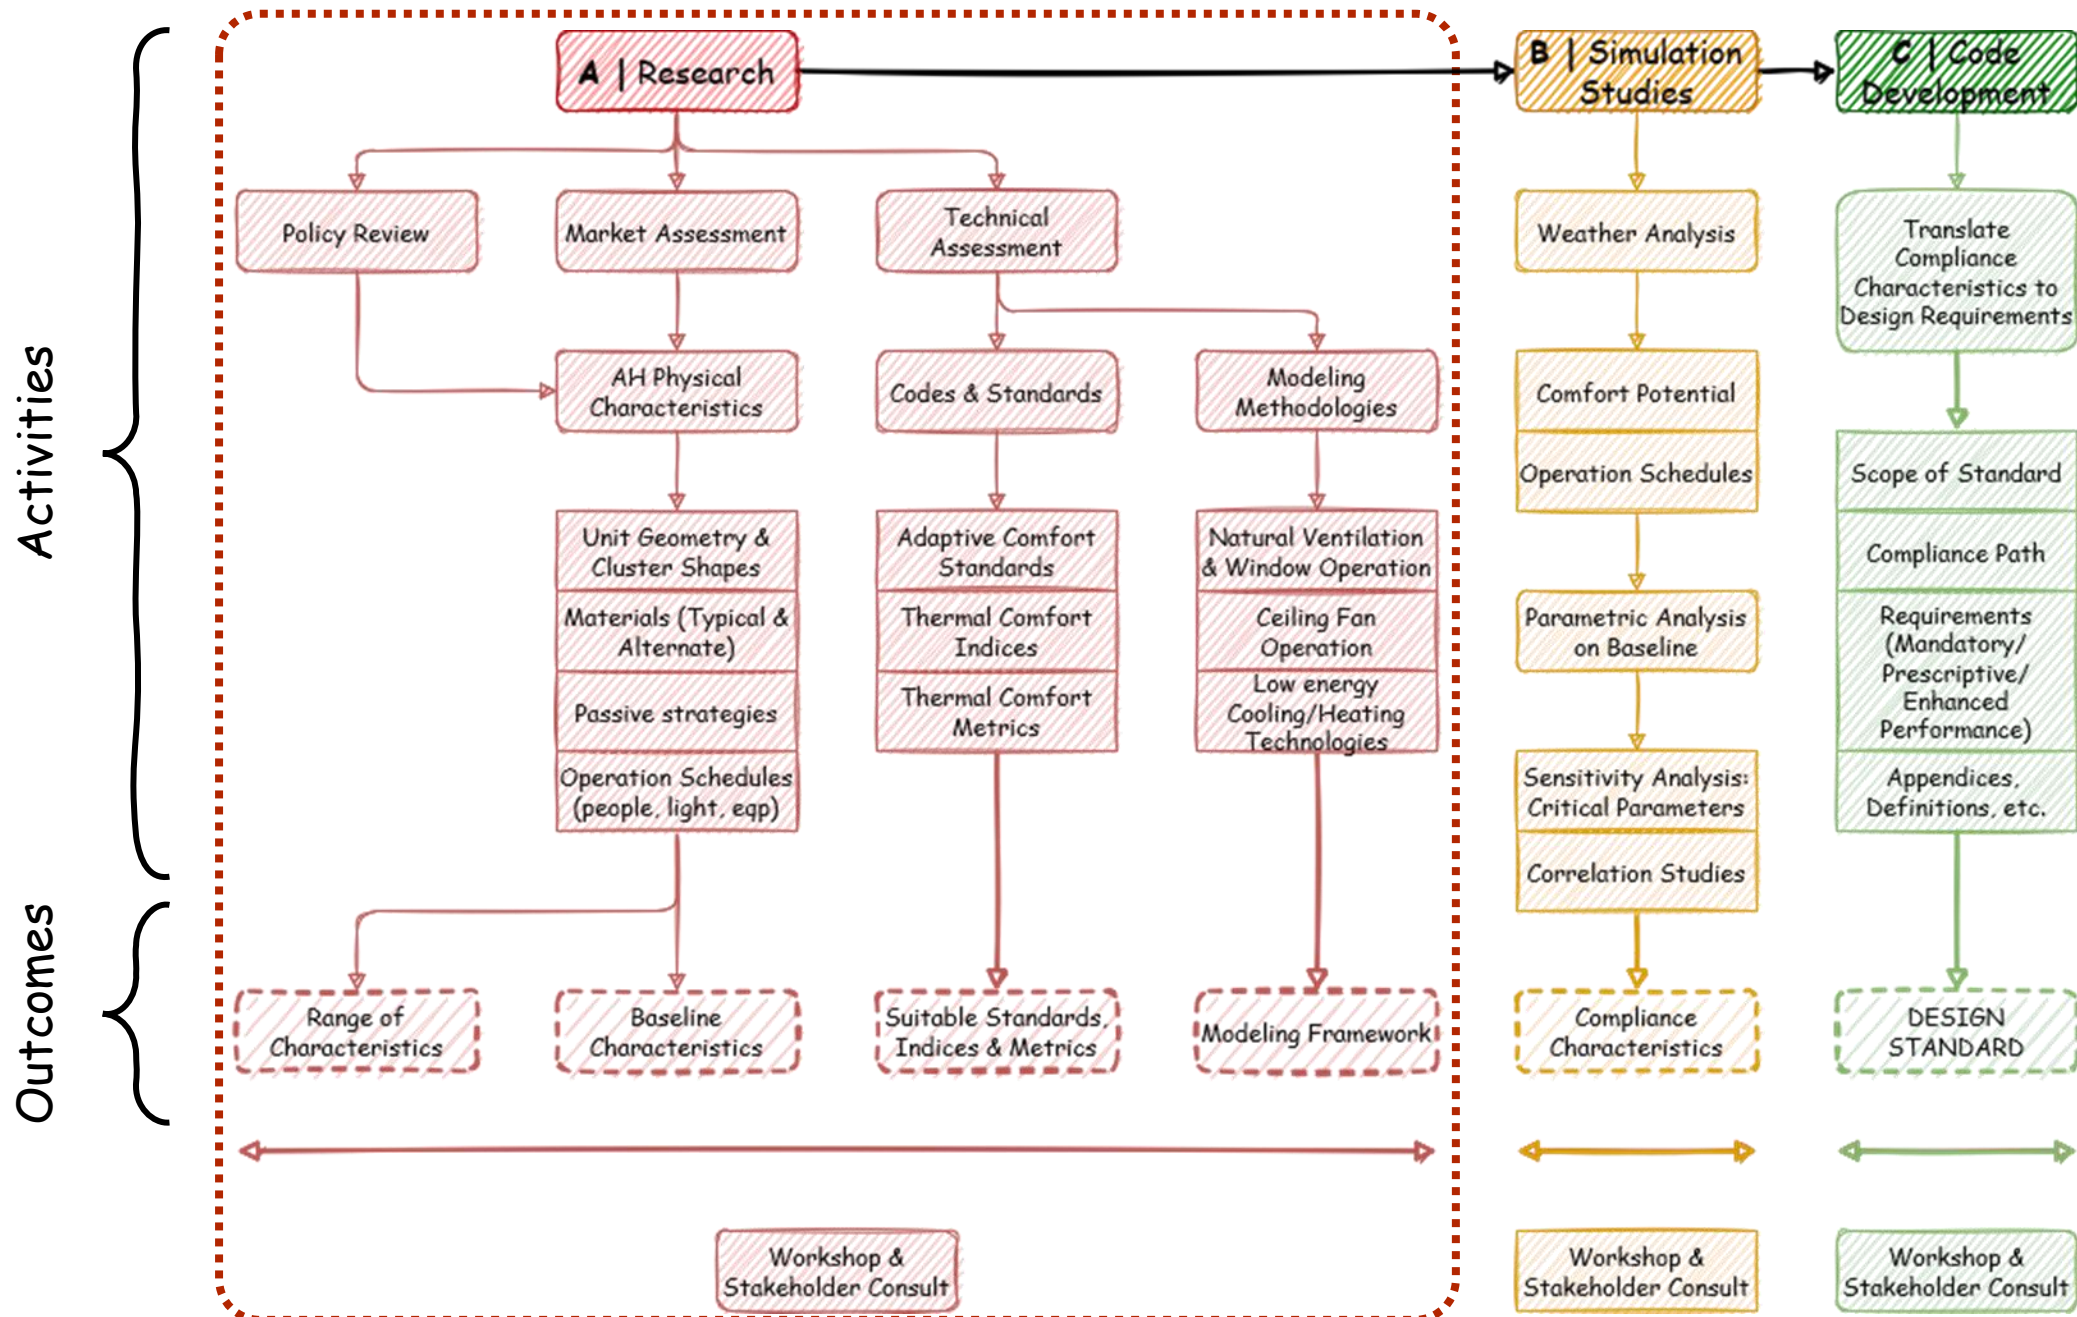 Activities
Outcomes
A | Research
B | Simulation
Studies
C | Code
Development
Policy Review
Market Assessment
Technical
Assessment
Weather Analysis
Translate
Compliance
Characteristics to
Design Requirements
AH Physical
Characteristics
Codes & Standards
Modeling
Methodologies
Comfort Potential
Operation Schedules
Scope of Standard
Compliance Path
Requirements
(Mandatory/
Prescriptive/
Enhanced
Performance)
Appendices,
Definitions, etc.
Unit Geometry &
Cluster Shapes
Materials (Typical &
Alternate)
Passive strategies
Operation Schedules
(people, light, eqp)
Adaptive Comfort
Standards
Thermal Comfort
Indices
Thermal Comfort
Metrics
Natural Ventilation
& Window Operation
Ceiling Fan
Operation
Low energy
Cooling/Heating
Technologies
Parametric Analysis
on Baseline
Sensitivity Analysis:
Critical Parameters
Correlation Studies
Range of
Characteristics
Baseline
Characteristics
Suitable Standards,
Indices & Metrics
Modeling Framework
Compliance
Characteristics
DESIGN
STANDARD
Workshop &
Stakeholder Consult
Workshop &
Stakeholder Consult
Workshop &
Stakeholder Consult